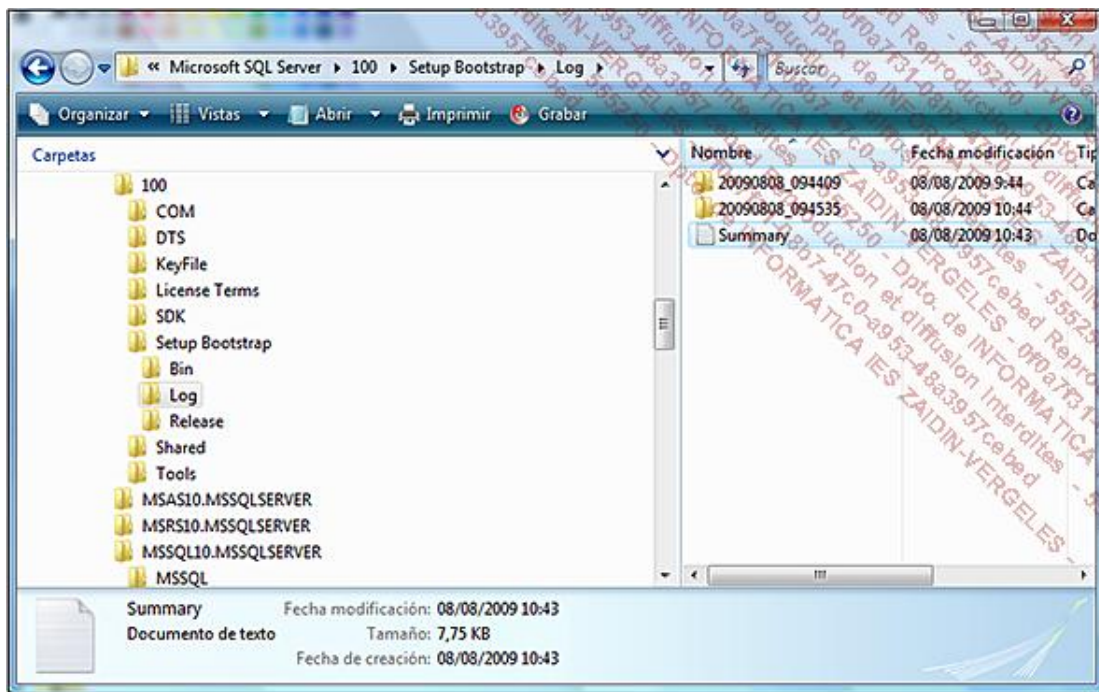 « Microsoft SQL Server ▸ 100 ▸ Setup Bootstrap ▸ Log ▸
Buscar
Organizar Vistas Abrir Imprimir Grabar
Carpetas
Nombre Fecha modificación Tip
100
COM
DTS
KeyFile
License Terms
SDK
Setup Bootstrap
Bin
Log
Release
Shared
Tools
MSAS10.MSSQLSERVER
MSRS10.MSSQLSERVER
MSSQL10.MSSQLSERVER
MSSQL
20090808_094409 08/08/2009 9:44 Ca
20090808_094535 08/08/2009 10:44 Ca
Summary 08/08/2009 10:43 Do
Summary Fecha modificación: 08/08/2009 10:43
Documento de texto Tamaño: 7,75 KB
Fecha de creación: 08/08/2009 10:43